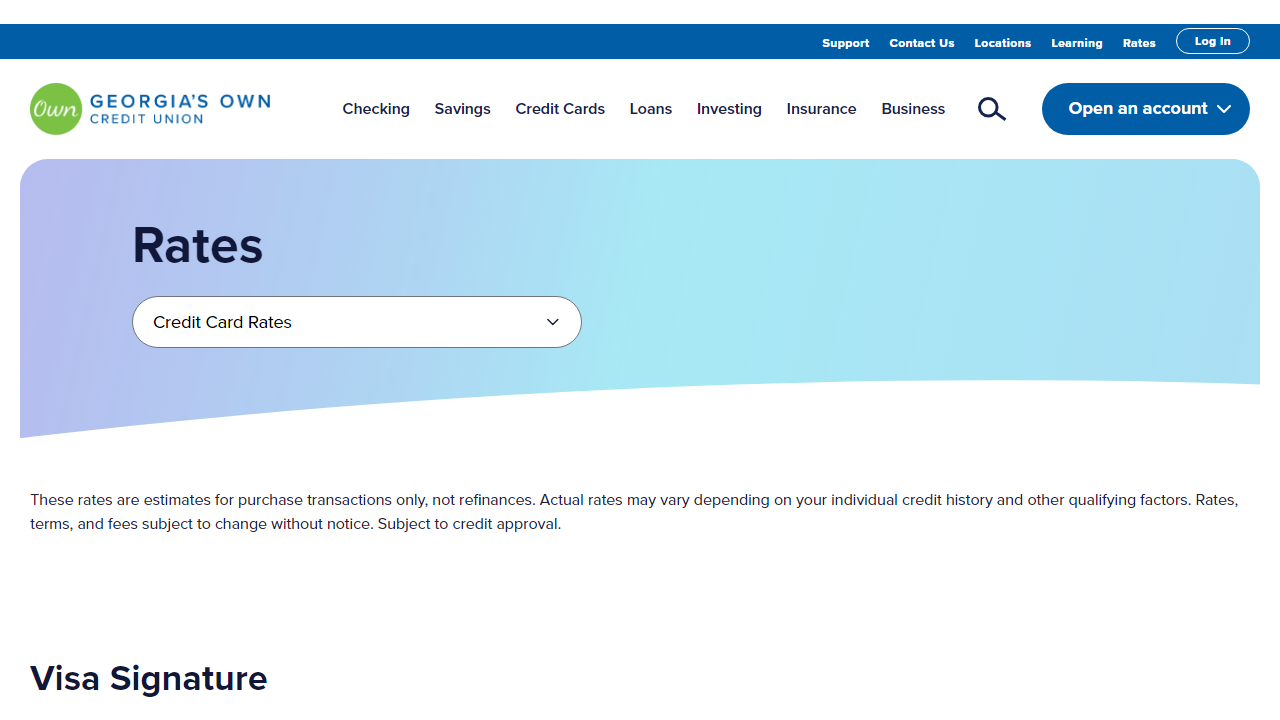 Support Contact Us Locations Learning Rates Log In
Own GEORGIA'S OWN
CREDIT UNION
Checking Savings Credit Cards Loans Investing Insurance Business Open an account
Rates
Credit Card Rates
These rates are estimates for purchase transactions only, not refinances. Actual rates may vary depending on your individual credit history and other qualifying factors. Rates,
terms, and fees subject to change without notice. Subject to credit approval.
Visa Signature